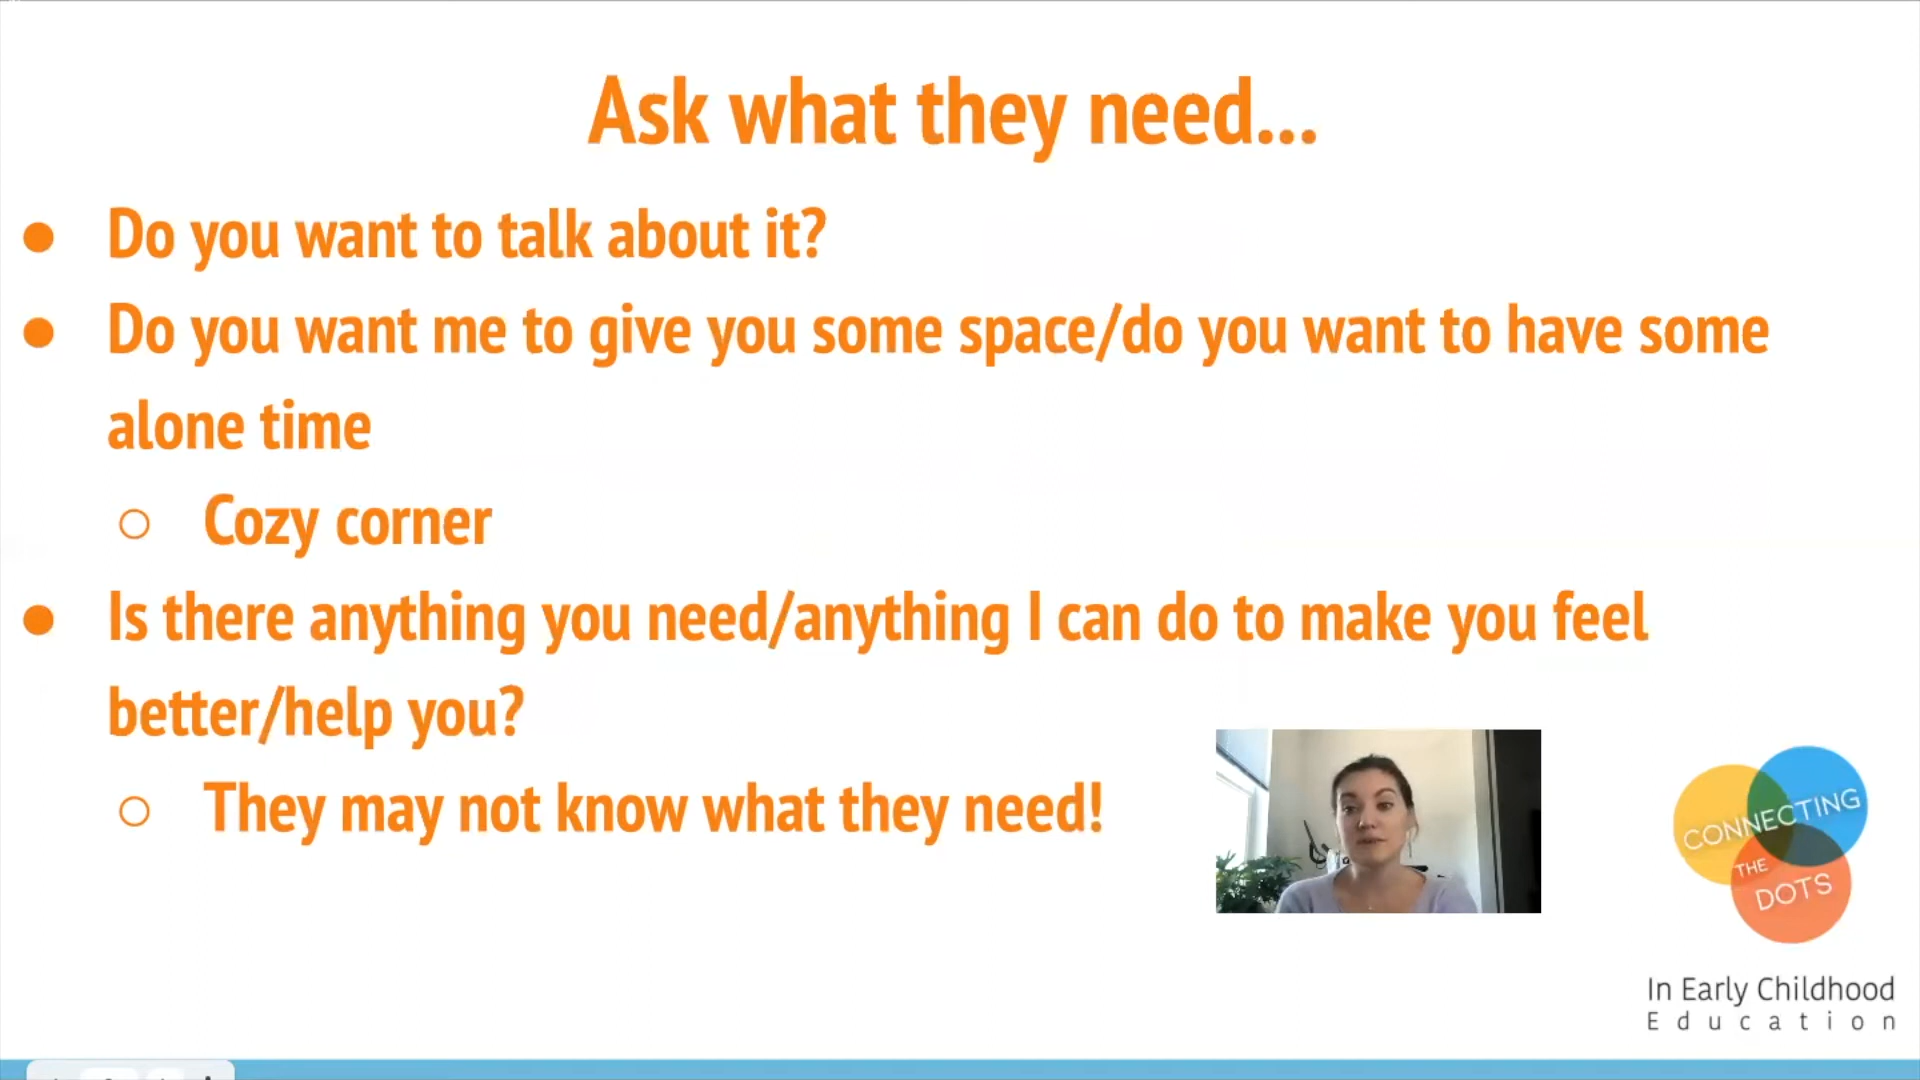 Ask what they need...
● Do you want to talk about it?
● Do you want me to give you some space/do you want to have some
alone time
○ Cozy corner
● Is there anything you need/anything I can do to make you feel
better/help you?
○ They may not know what they need!
CONNECTING
THE
DOTS
In Early Childhood
Education